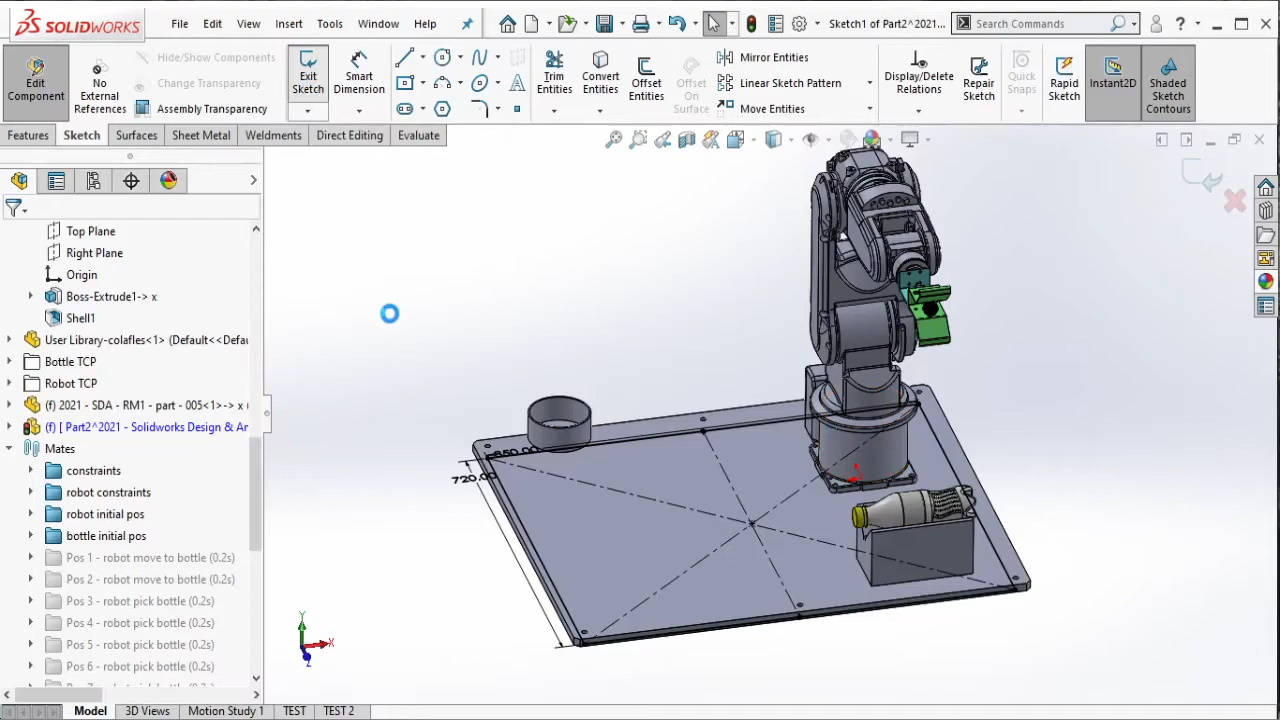 SOLIDWORKS
File Edit View Insert Tools Window Help
Sketch1 of Part2^2021...
Search Commands
Edit Component
No External References
Hide/Show Components
Change Transparency
Assembly Transparency
Exit Sketch
Smart Dimension
Trim Entities
Convert Entities
Offset Entities
Offset On Surface
Mirror Entities
Linear Sketch Pattern
Move Entities
Display/Delete Relations
Repair Sketch
Quick Snaps
Rapid Sketch
Instant2D
Shaded Sketch Contours
Features Sketch Surfaces Sheet Metal Weldments Direct Editing Evaluate
Top Plane
Right Plane
Origin
Boss-Extrude1-> x
Shell1
User Library-colafles<1> (Default<<Defau
Bottle TCP
Robot TCP
(f) 2021 - SDA - RM1 - part - 005<1>-> x (
(f) [ Part2^2021 - Solidworks Design & An
Mates
constraints
robot constraints
robot initial pos
bottle initial pos
Pos 1 - robot move to bottle (0.2s)
Pos 2 - robot move to bottle (0.2s)
Pos 3 - robot pick bottle (0.2s)
Pos 4 - robot pick bottle (0.2s)
Pos 5 - robot pick bottle (0.2s)
Pos 6 - robot pick bottle (0.2s)
720.00
Y
X
Z
Model 3D Views Motion Study 1 TEST TEST 2